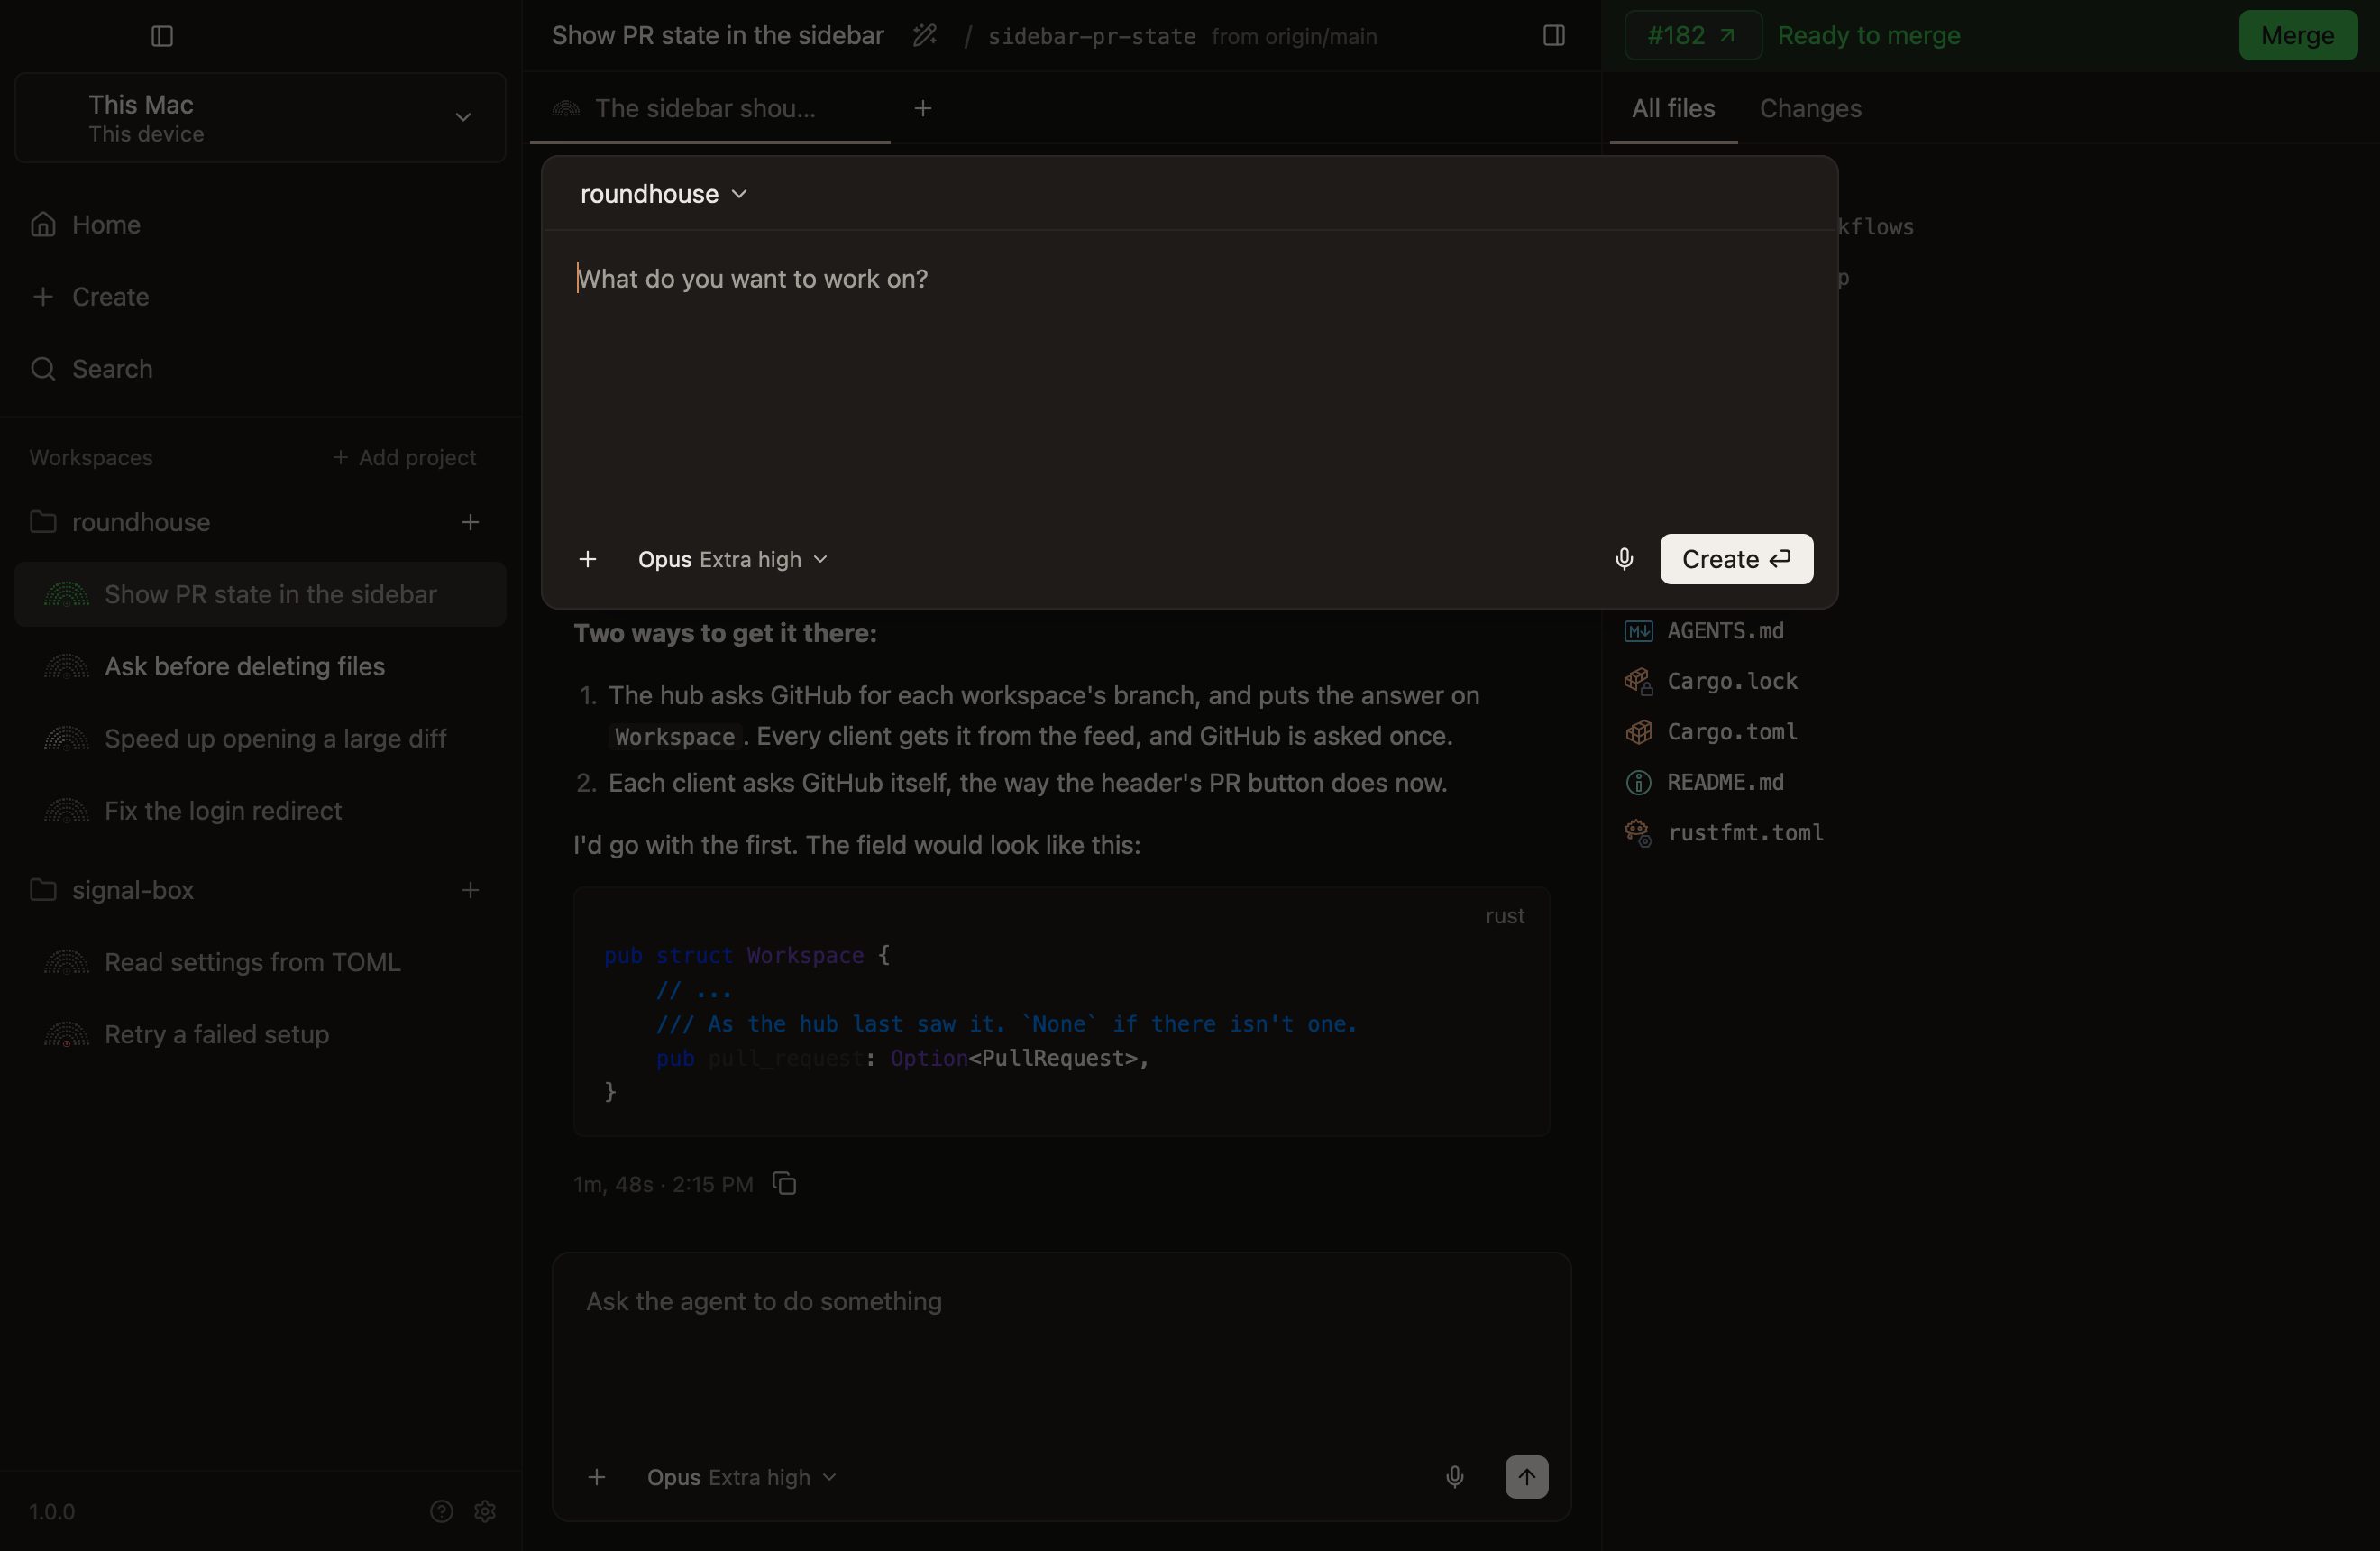 Show PR state in the sidebar / sidebar-pr-state from origin/main
#182 Ready to merge Merge
This Mac
This device
The sidebar shou...
All files Changes
roundhouse
Home
What do you want to work on?
Create
Search
Workspaces
Add project
roundhouse
Opus Extra high
Create
Show PR state in the sidebar
Ask before deleting files
Speed up opening a large diff
Fix the login redirect
signal-box
Read settings from TOML
Retry a failed setup
1.0.0
Two ways to get it there:
1. The hub asks GitHub for each workspace's branch, and puts the answer on
Workspace. Every client gets it from the feed, and GitHub is asked once.
2. Each client asks GitHub itself, the way the header's PR button does now.
I'd go with the first. The field would look like this:
rust
pub struct Workspace {
// ...
/// As the hub last saw it. `None` if there isn't one.
pub pull_request: Option<PullRequest>,
}
1m, 48s · 2:15 PM
Ask the agent to do something
Opus Extra high
kflows
p
AGENTS.md
Cargo.lock
Cargo.toml
README.md
rustfmt.toml